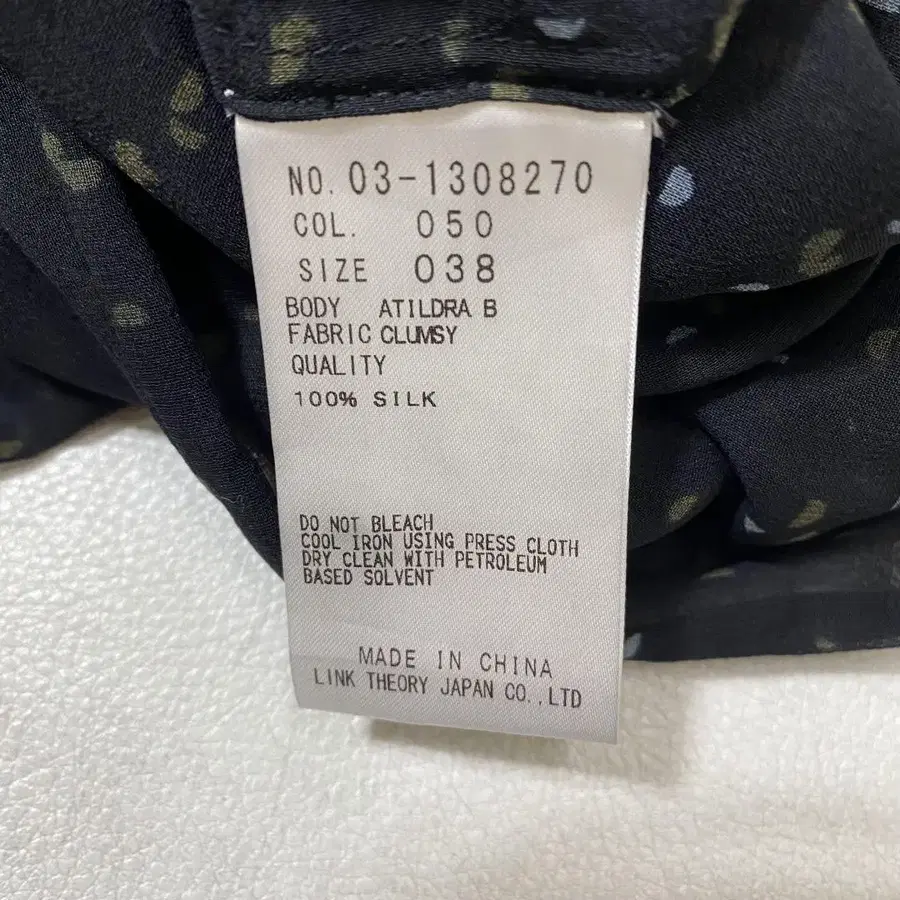 NO. 03-1308270
COL. 050
SIZE 038
BODY ATILDRA B
FABRIC CLUMSY
QUALITY
100% SILK
DO NOT BLEACH
COOL IRON USING PRESS CLOTH
DRY CLEAN WITH PETROLEUM
BASED SOLVENT
MADE IN CHINA
LINK THEORY JAPAN CO.,LTD